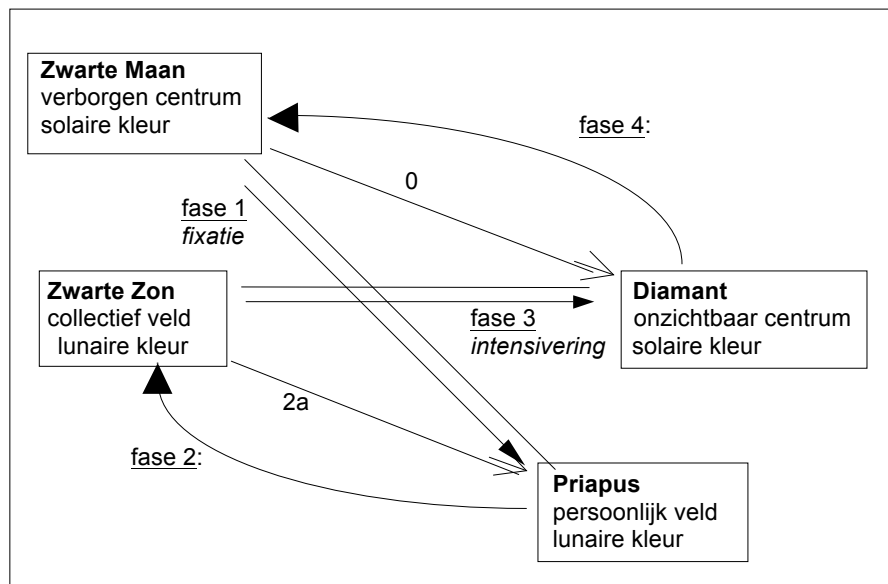 Zwarte Maan
verborgen centrum
solaire kleur
fase 4:
0
fase 1
fixatie
Zwarte Zon
collectief veld
lunaire kleur
Diamant
onzichtbaar centrum
solaire kleur
fase 3
intensivering
2a
fase 2:
Priapus
persoonlijk veld
lunaire kleur